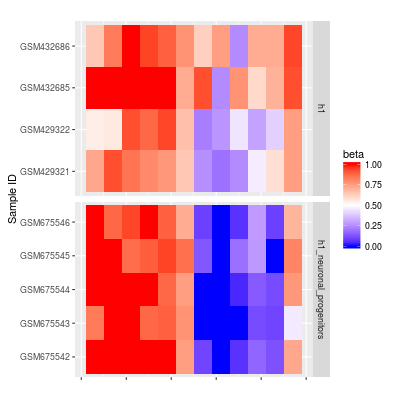 Sample ID
GSM432686
GSM432685
GSM429322
GSM429321
h1
GSM675546
GSM675545
GSM675544
GSM675543
GSM675542
h1_neuronal_progenitors
beta
1.00
0.75
0.50
0.25
0.00